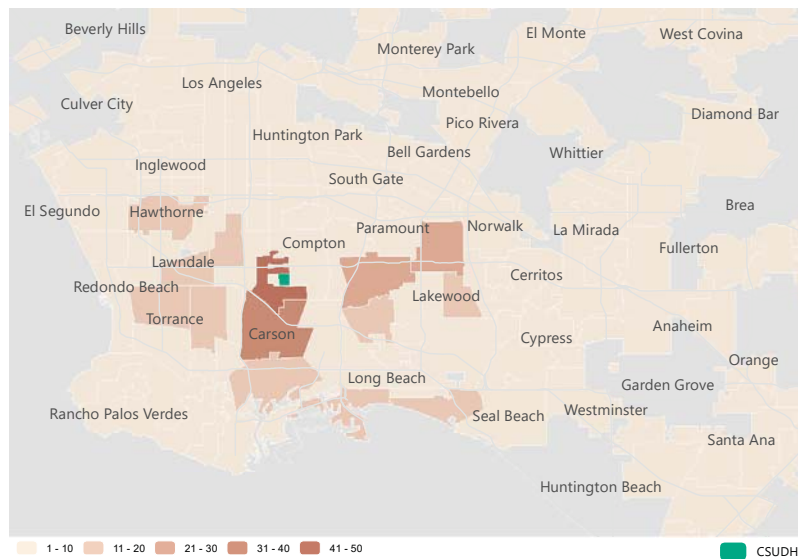 Beverly Hills
El Monte
West Covina
Monterey Park
Los Angeles
Montebello
Culver City
Diamond Bar
Pico Rivera
Huntington Park
Bell Gardens
Whittier
Inglewood
South Gate
Brea
El Segundo
Hawthorne
Paramount
Norwalk
La Mirada
Compton
Fullerton
Lawndale
Cerritos
Redondo Beach
Lakewood
Torrance
Anaheim
Carson
Cypress
Orange
Long Beach
Garden Grove
Rancho Palos Verdes
Seal Beach
Westminster
Santa Ana
Huntington Beach
1 - 10
11 - 20
21 - 30
31 - 40
41 - 50
CSUDH